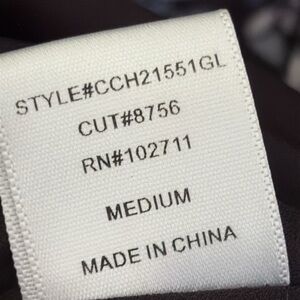 STYLE#CCH21551GL
CUT#8756
RN#102711
MEDIUM
MADE IN CHINA